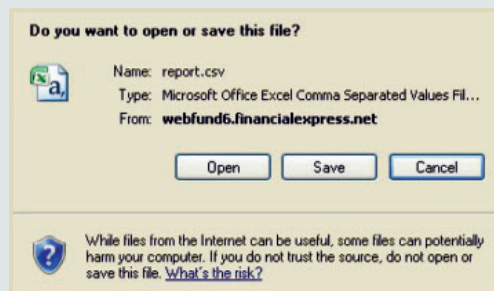 Do you want to open or save this file?
a,
Name: report.csv
Type: Microsoft Office Excel Comma Separated Values Fil...
From: webfund6.financialexpress.net
Open Save Cancel
While files from the Internet can be useful, some files can potentially
harm your computer. If you do not trust the source, do not open or
save this file. What's the risk?